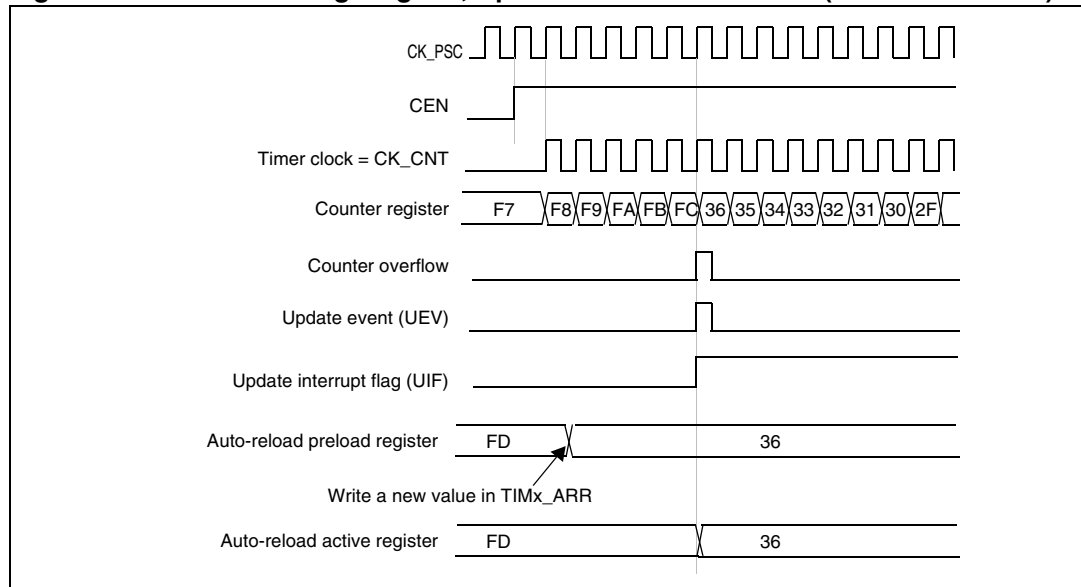 CK_PSC
CEN
Timer clock = CK_CNT
Counter register F7 F8 F9 FA FB FC 36 35 34 33 32 31 30 2F
Counter overflow
Update event (UEV)
Update interrupt flag (UIF)
Auto-reload preload register FD 36
Write a new value in TIMx_ARR
Auto-reload active register FD 36